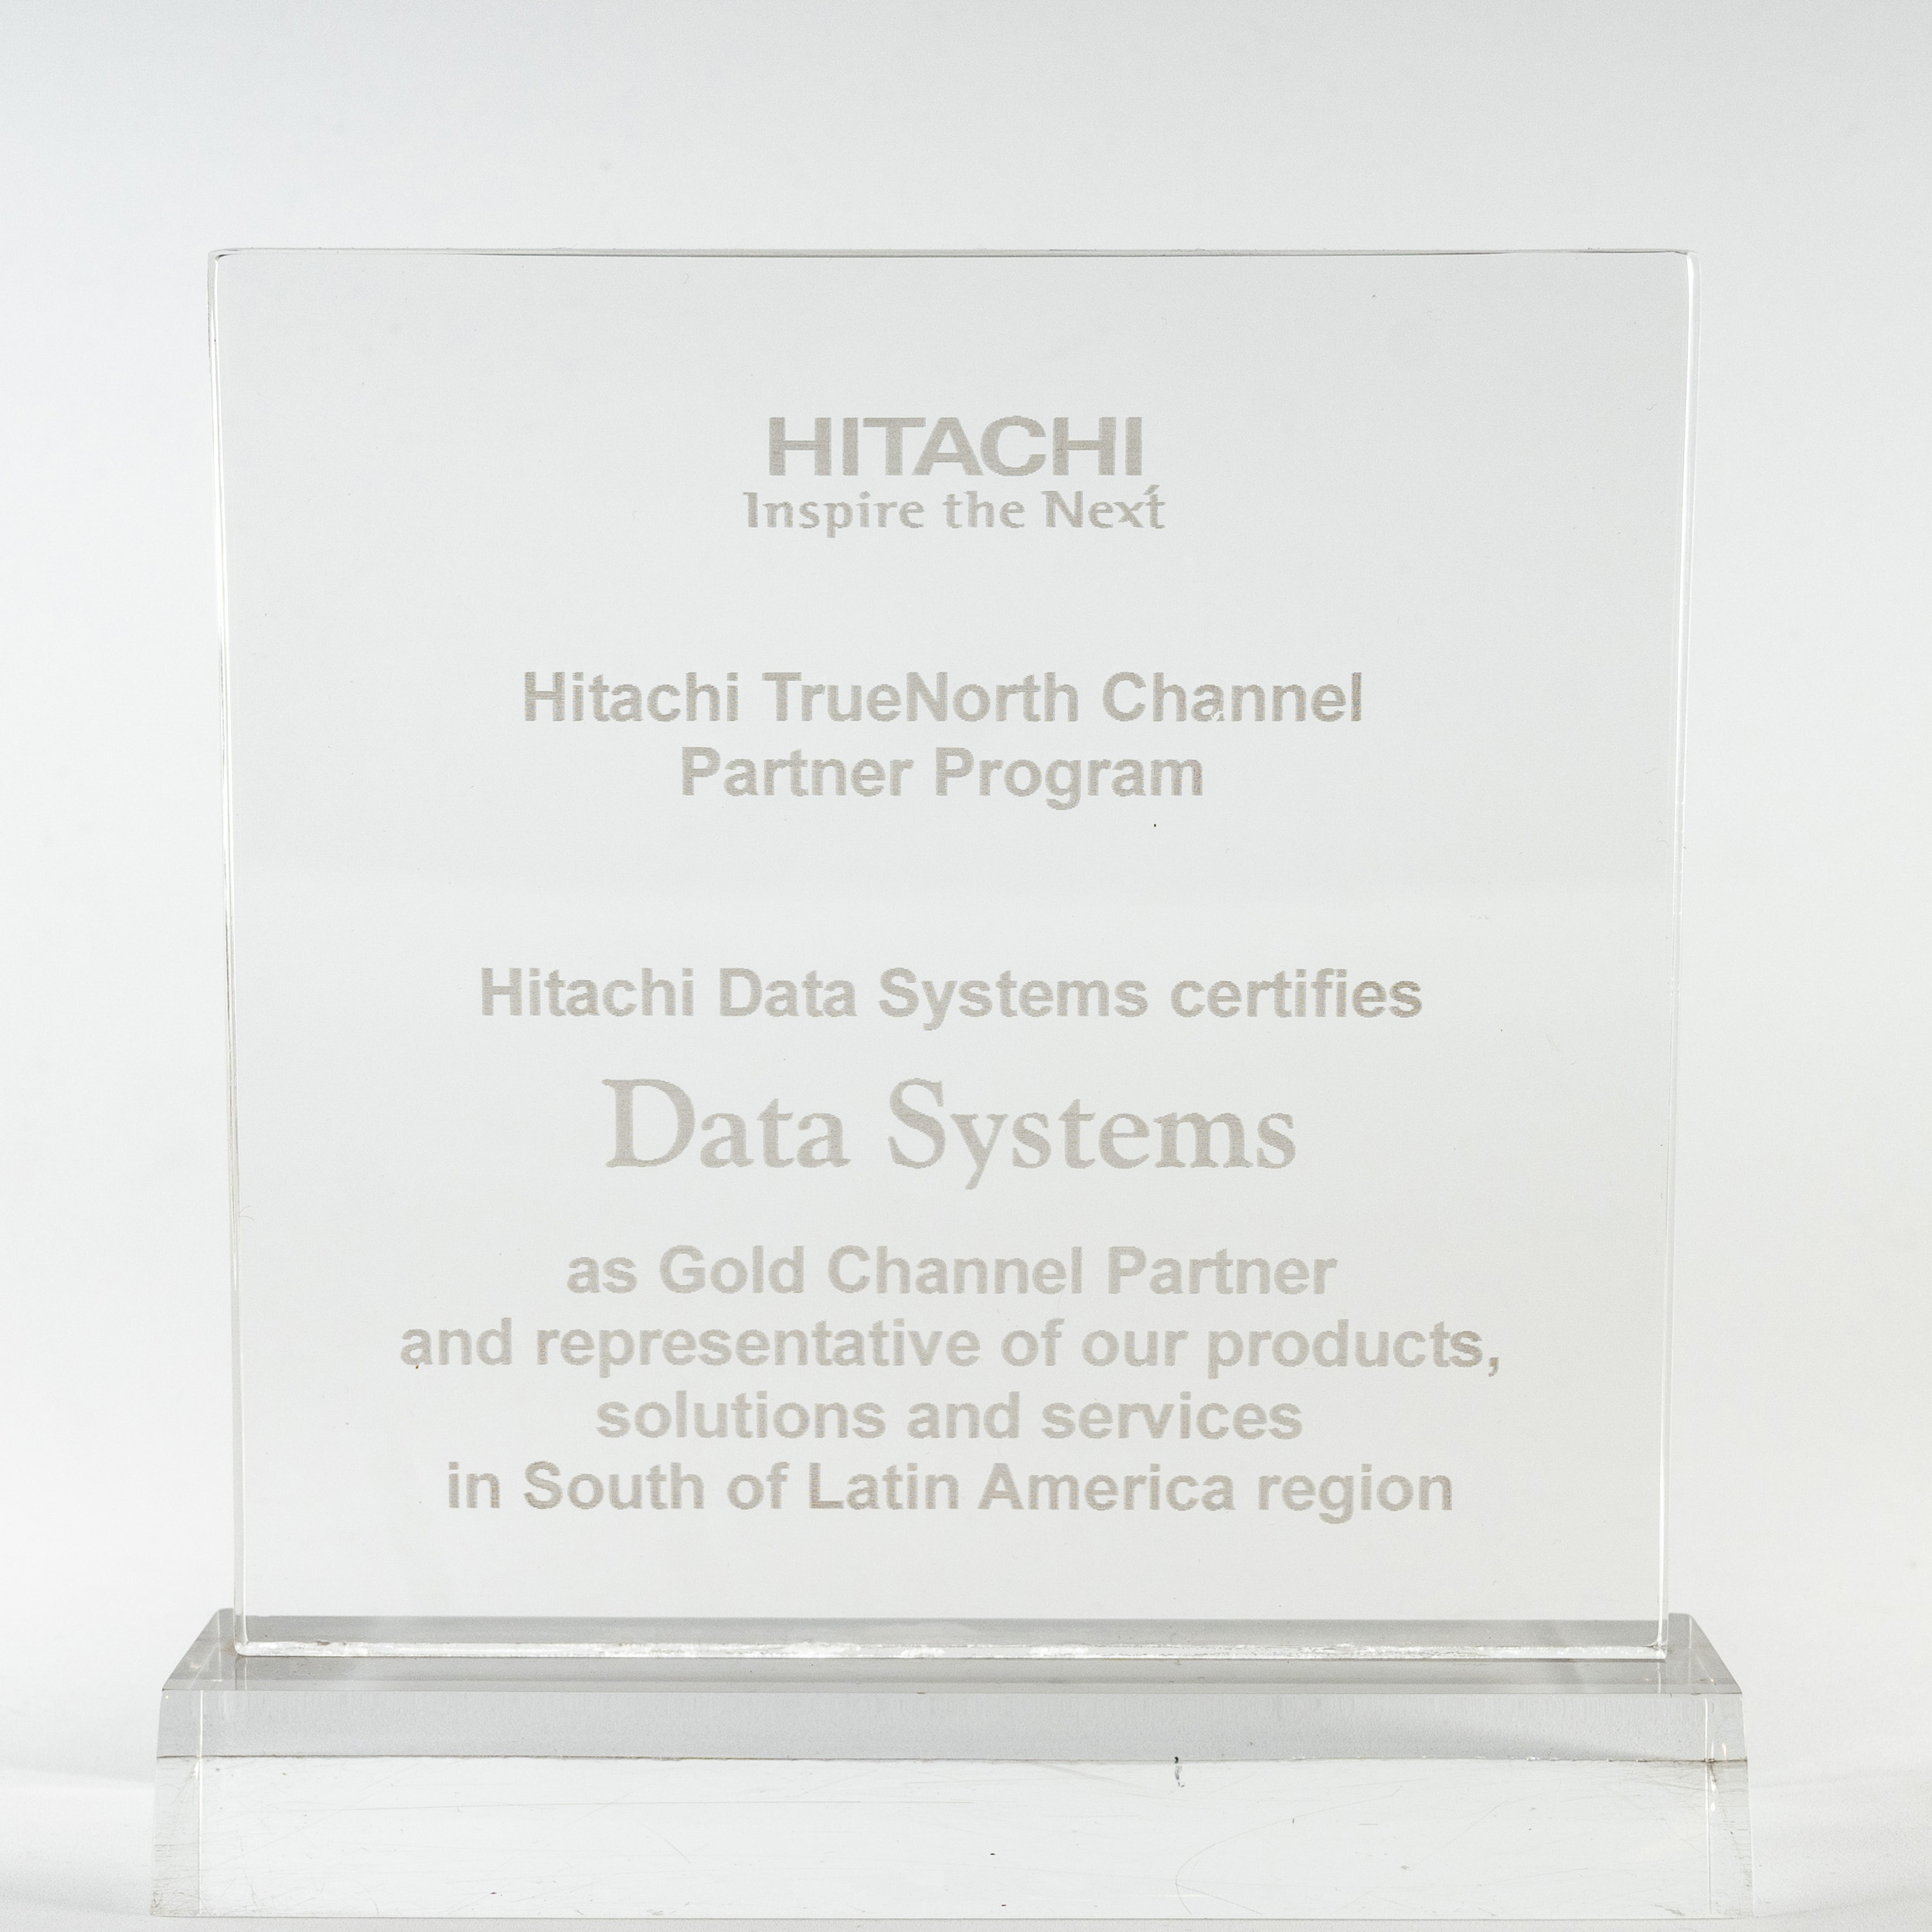 HITACHI
Inspire the Next
Hitachi TrueNorth Channel
Partner Program
Hitachi Data Systems certifies
Data Systems
as Gold Channel Partner
and representative of our products,
solutions and services
in South of Latin America region